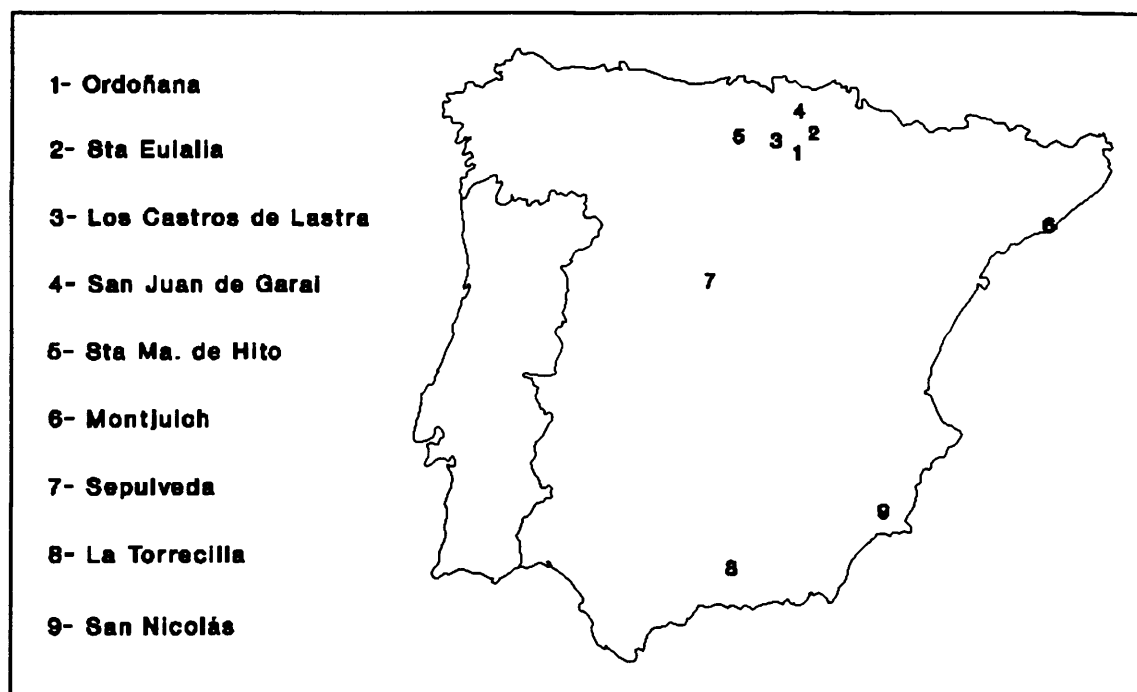 1- Ordoñana
2- Sta Eulalia
3- Los Castros de Lastra
4- San Juan de Garai
5- Sta Ma. de Hito
6- Montjuich
7- Sepulveda
8- La Torrecilla
9- San Nicolás
4
5 3 2
1
6
7
9
8